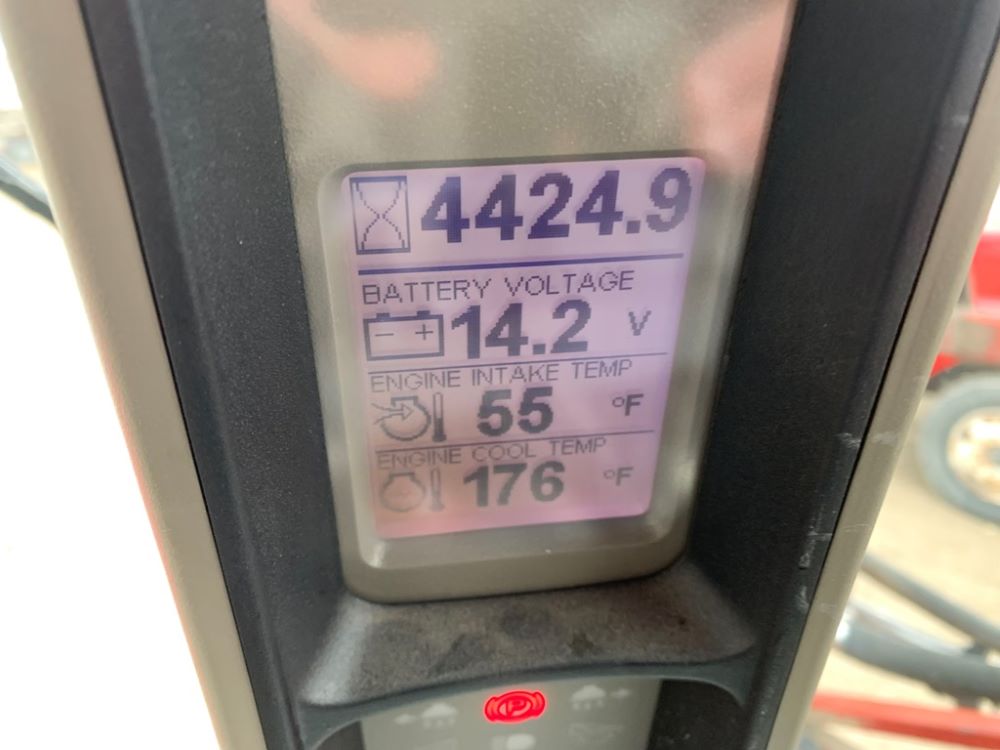 4424.9
BATTERY VOLTAGE
- + 14.2 V
ENGINE INTAKE TEMP
55 °F
ENGINE COOL TEMP
176 °F
P